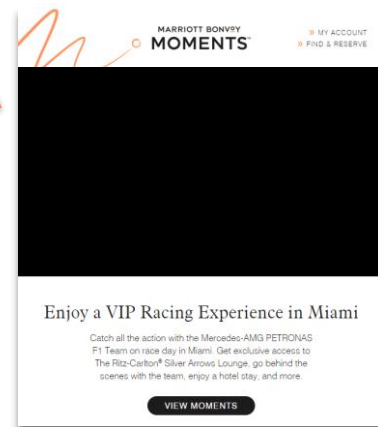 MARRIOTT BONVOY
MOMENTS™
» MY ACCOUNT
» FIND & RESERVE
Enjoy a VIP Racing Experience in Miami
Catch all the action with the Mercedes-AMG PETRONAS
F1 Team on race day in Miami. Get exclusive access to
The Ritz-Carlton® Silver Arrows Lounge, go behind the
scenes with the team, enjoy a hotel stay, and more.
VIEW MOMENTS